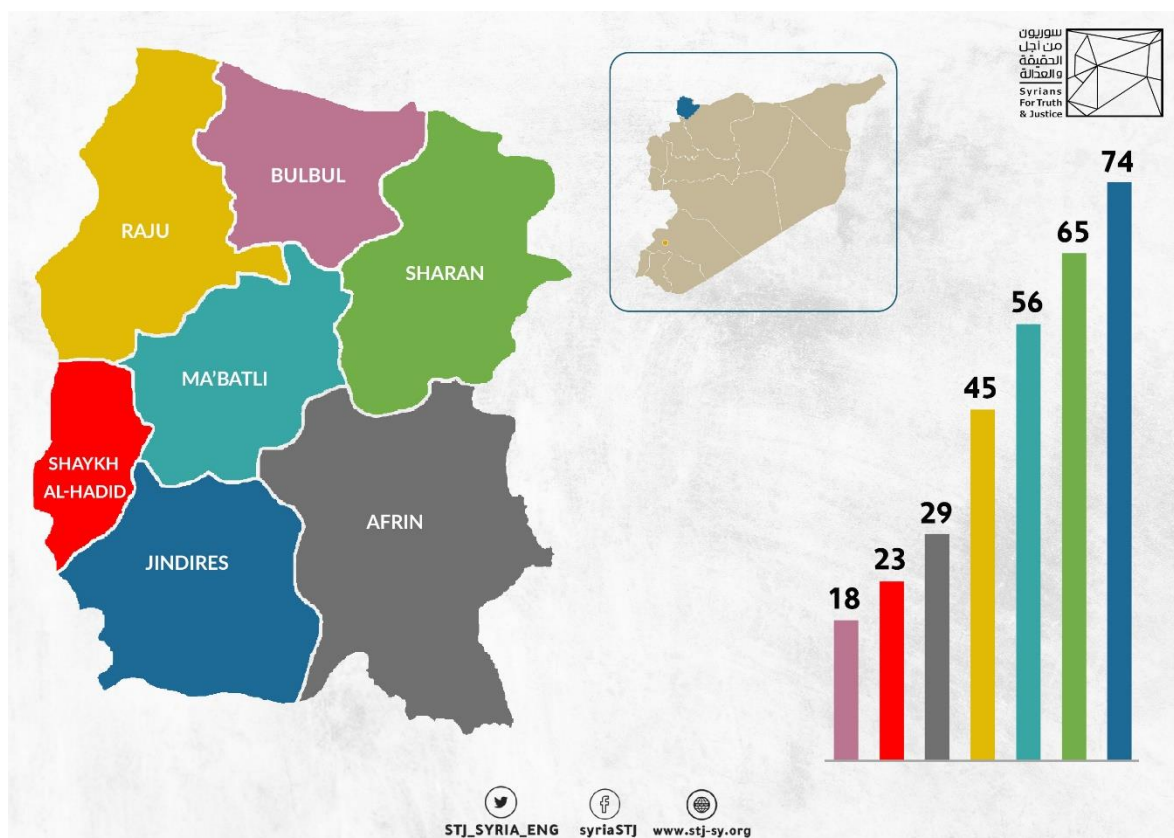 سوريون
من أجل
الحقيقة
والعدالة
Syrians
For Truth
& Justice
BULBUL
RAJU
SHARAN
MA’BATLI
SHAYKH
AL-HADID
AFRIN
JINDIRES
74
65
56
45
29
23
18
STJ_SYRIA_ENG
syriaSTJ
www.stj-sy.org